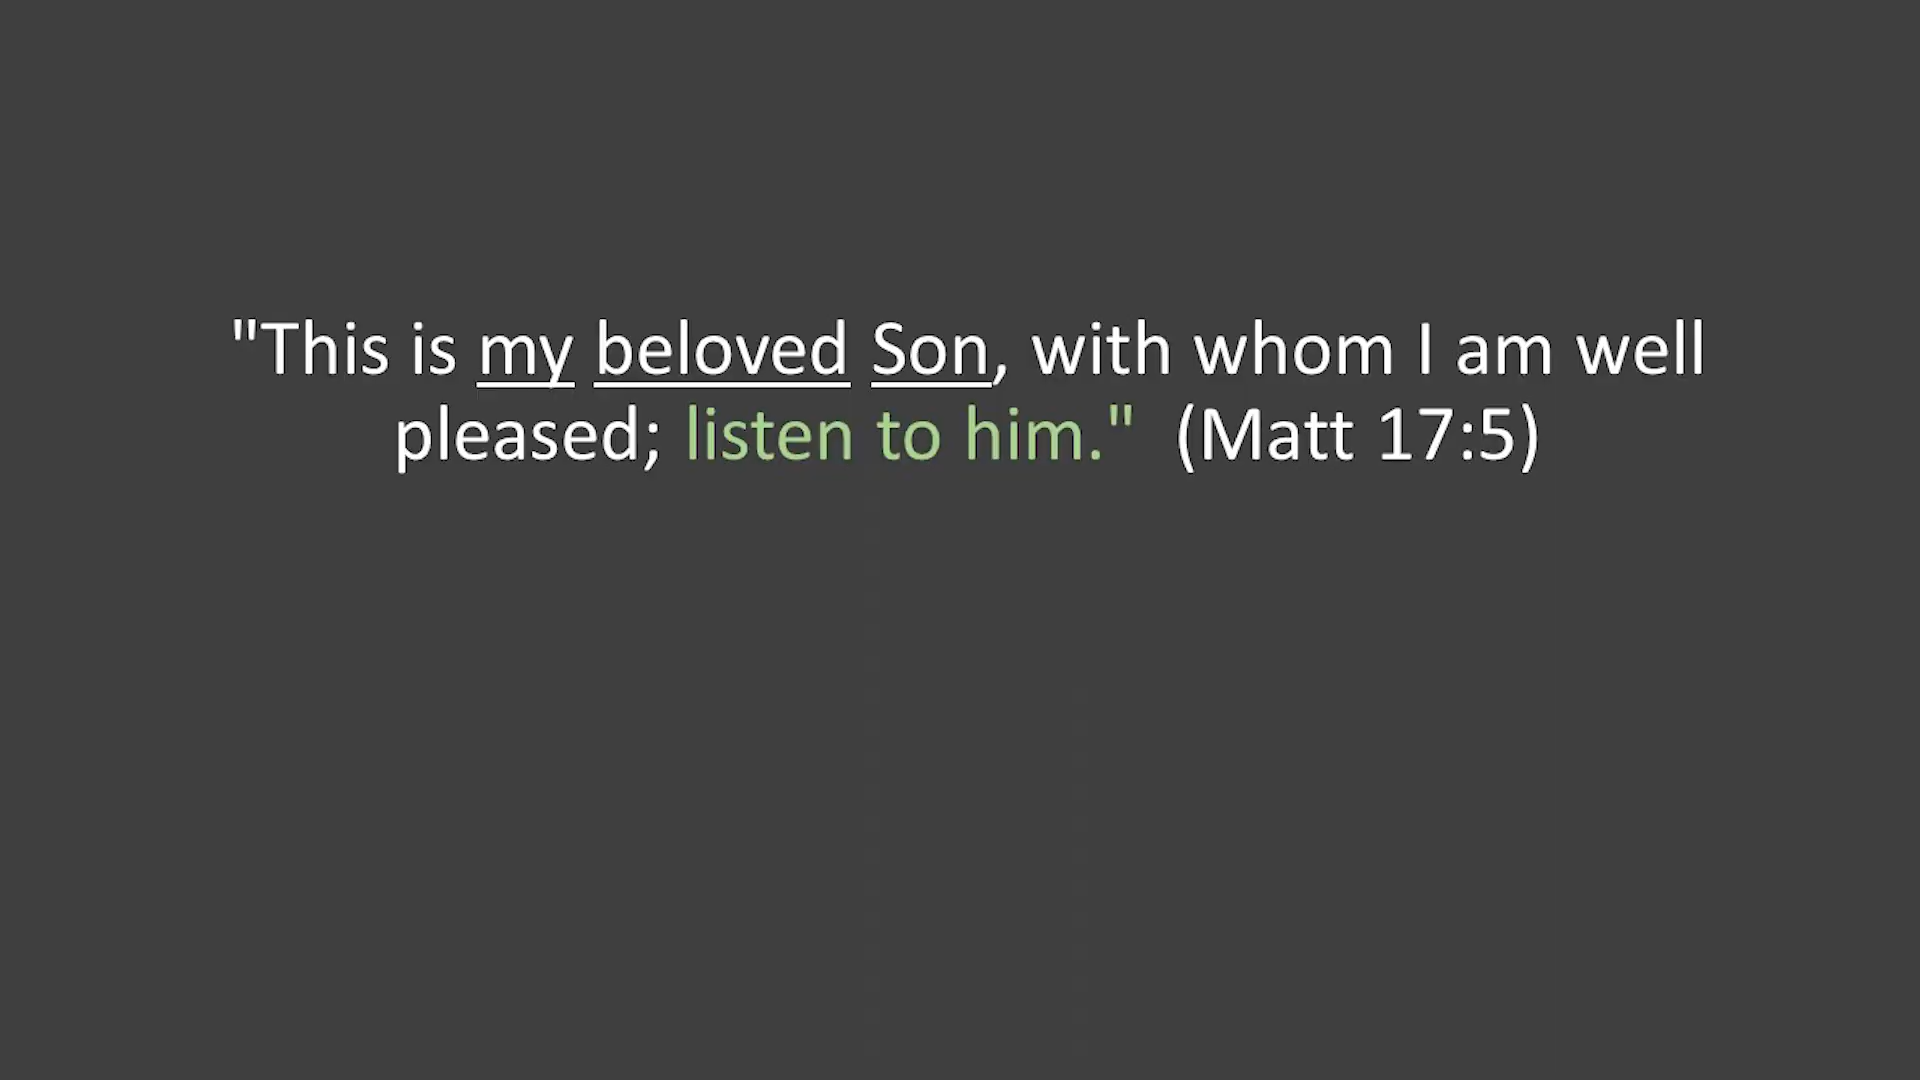 "This is my beloved Son, with whom I am well
pleased; listen to him."  (Matt 17:5)